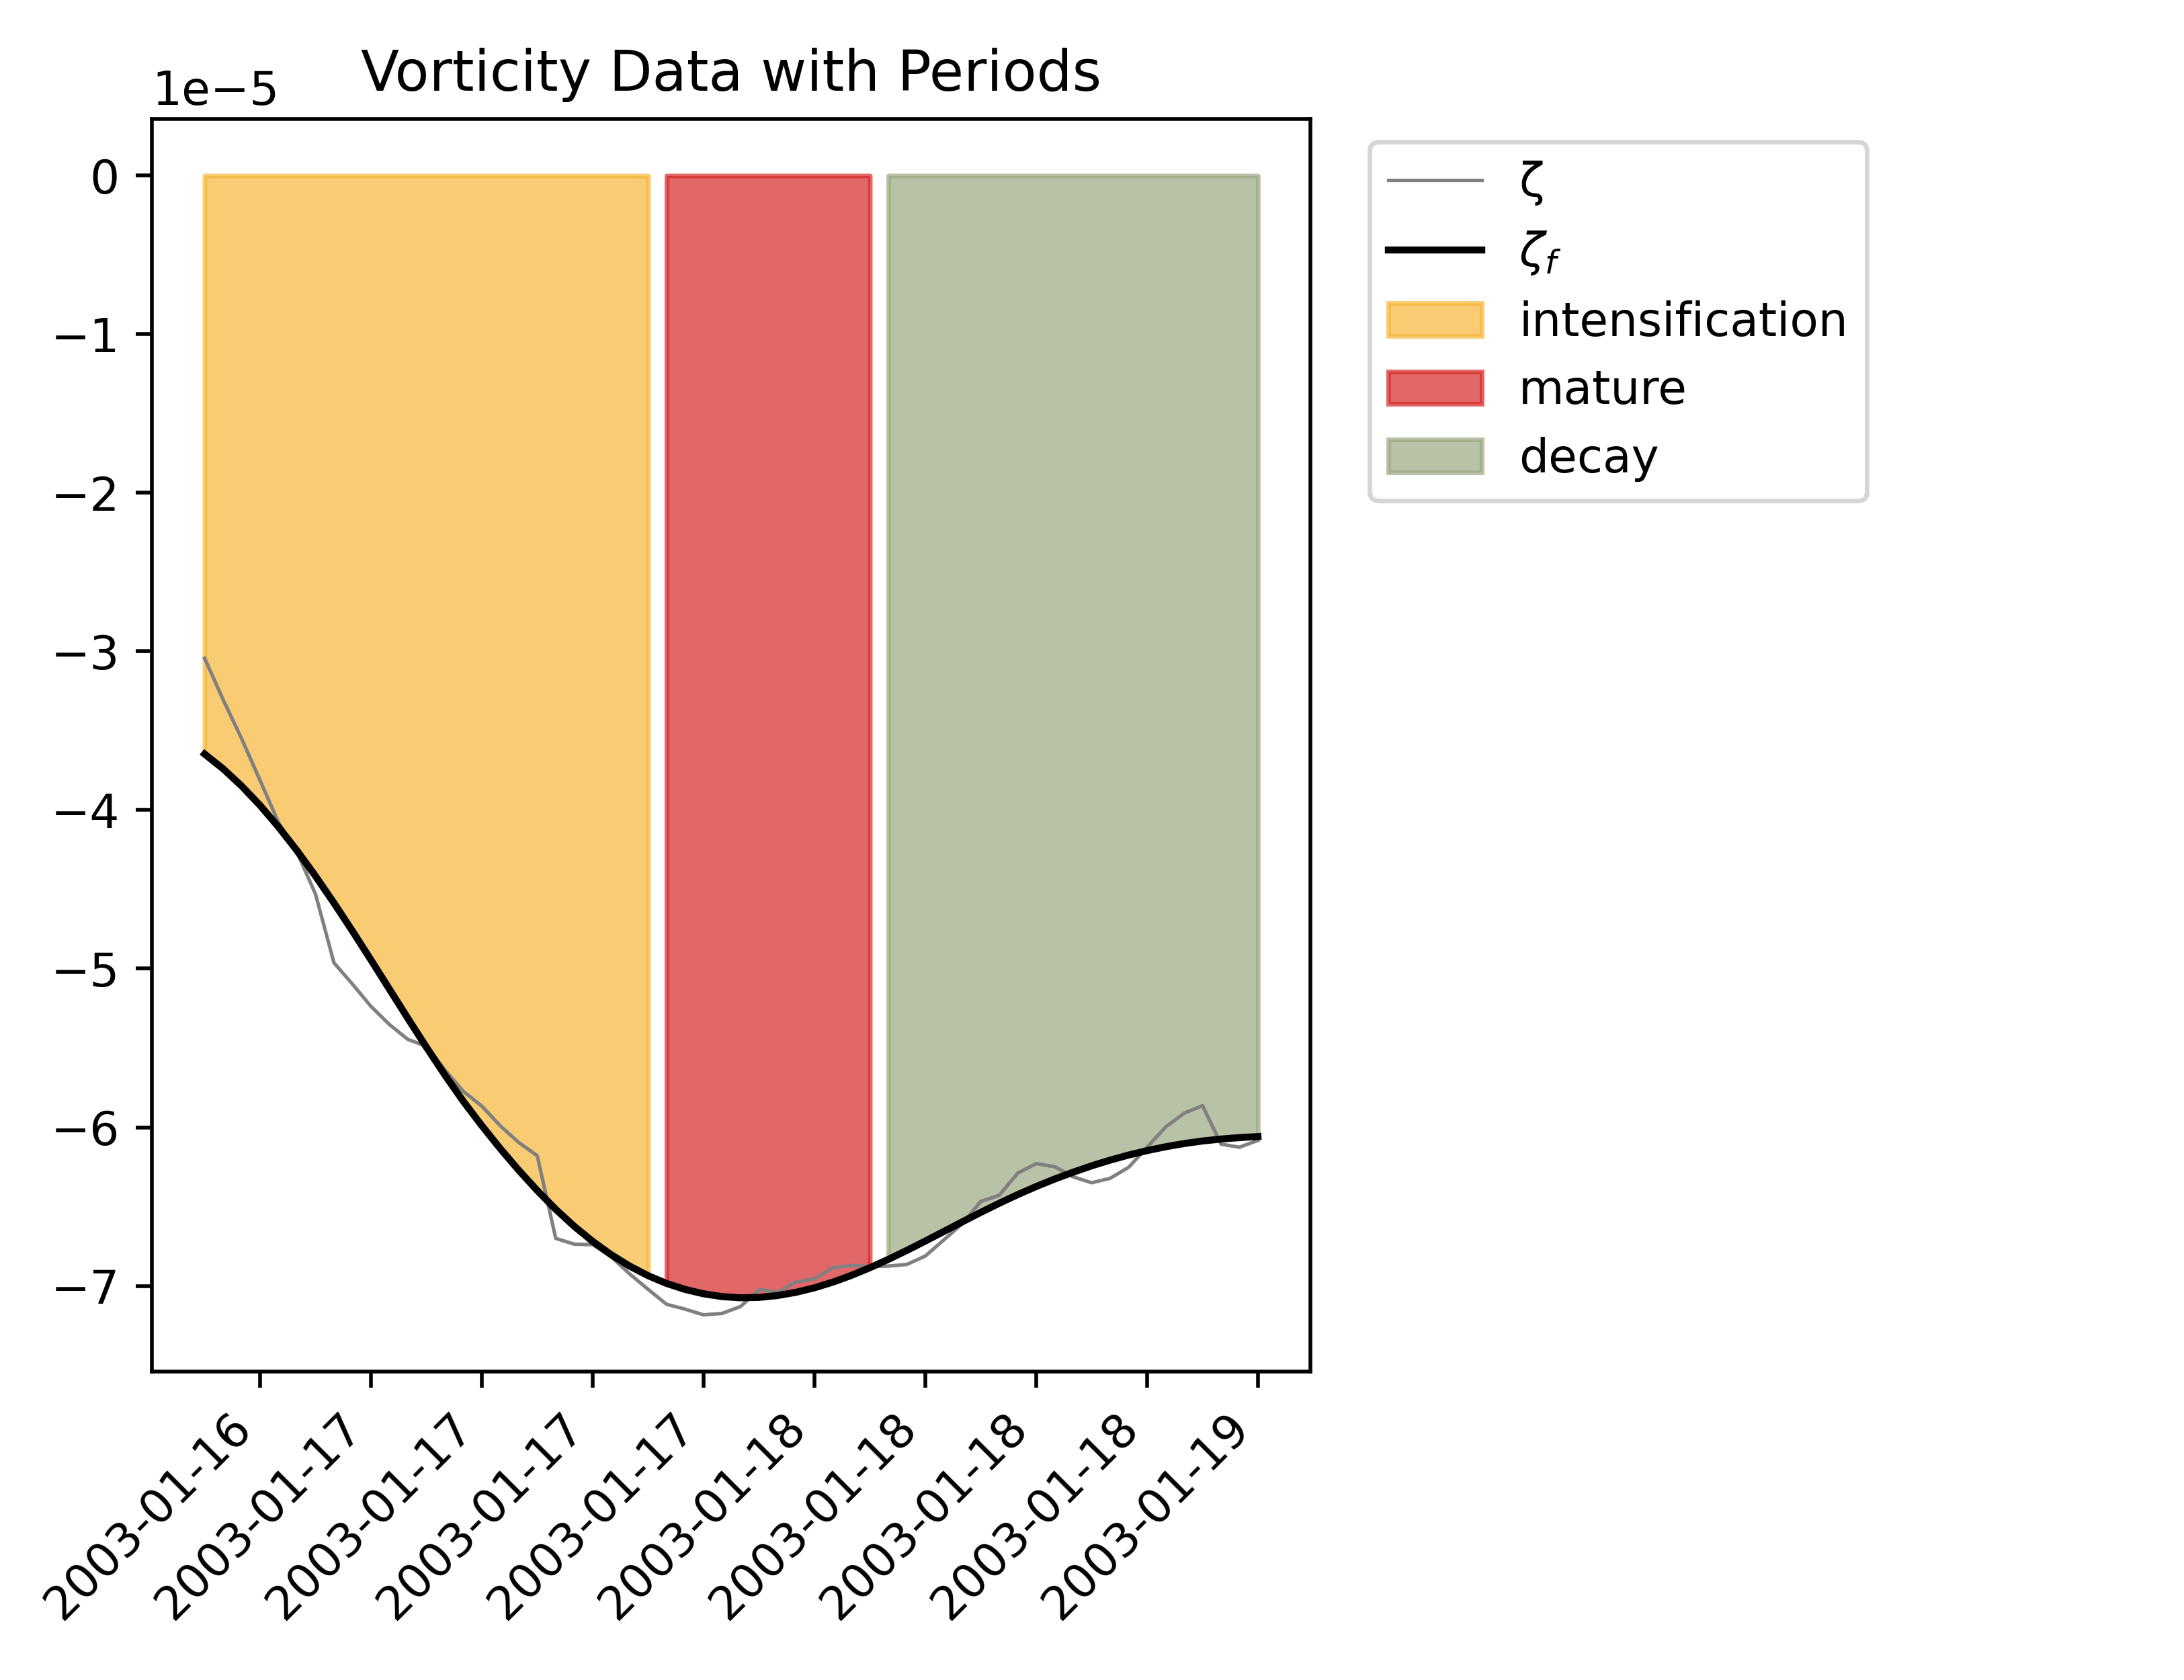 Vorticity Data with Periods
1e−5
0
−1
−2
−3
−4
−5
−6
−7
2003-01-16
2003-01-17
2003-01-17
2003-01-17
2003-01-17
2003-01-18
2003-01-18
2003-01-18
2003-01-18
2003-01-19
ζ
ζf
intensification
mature
decay